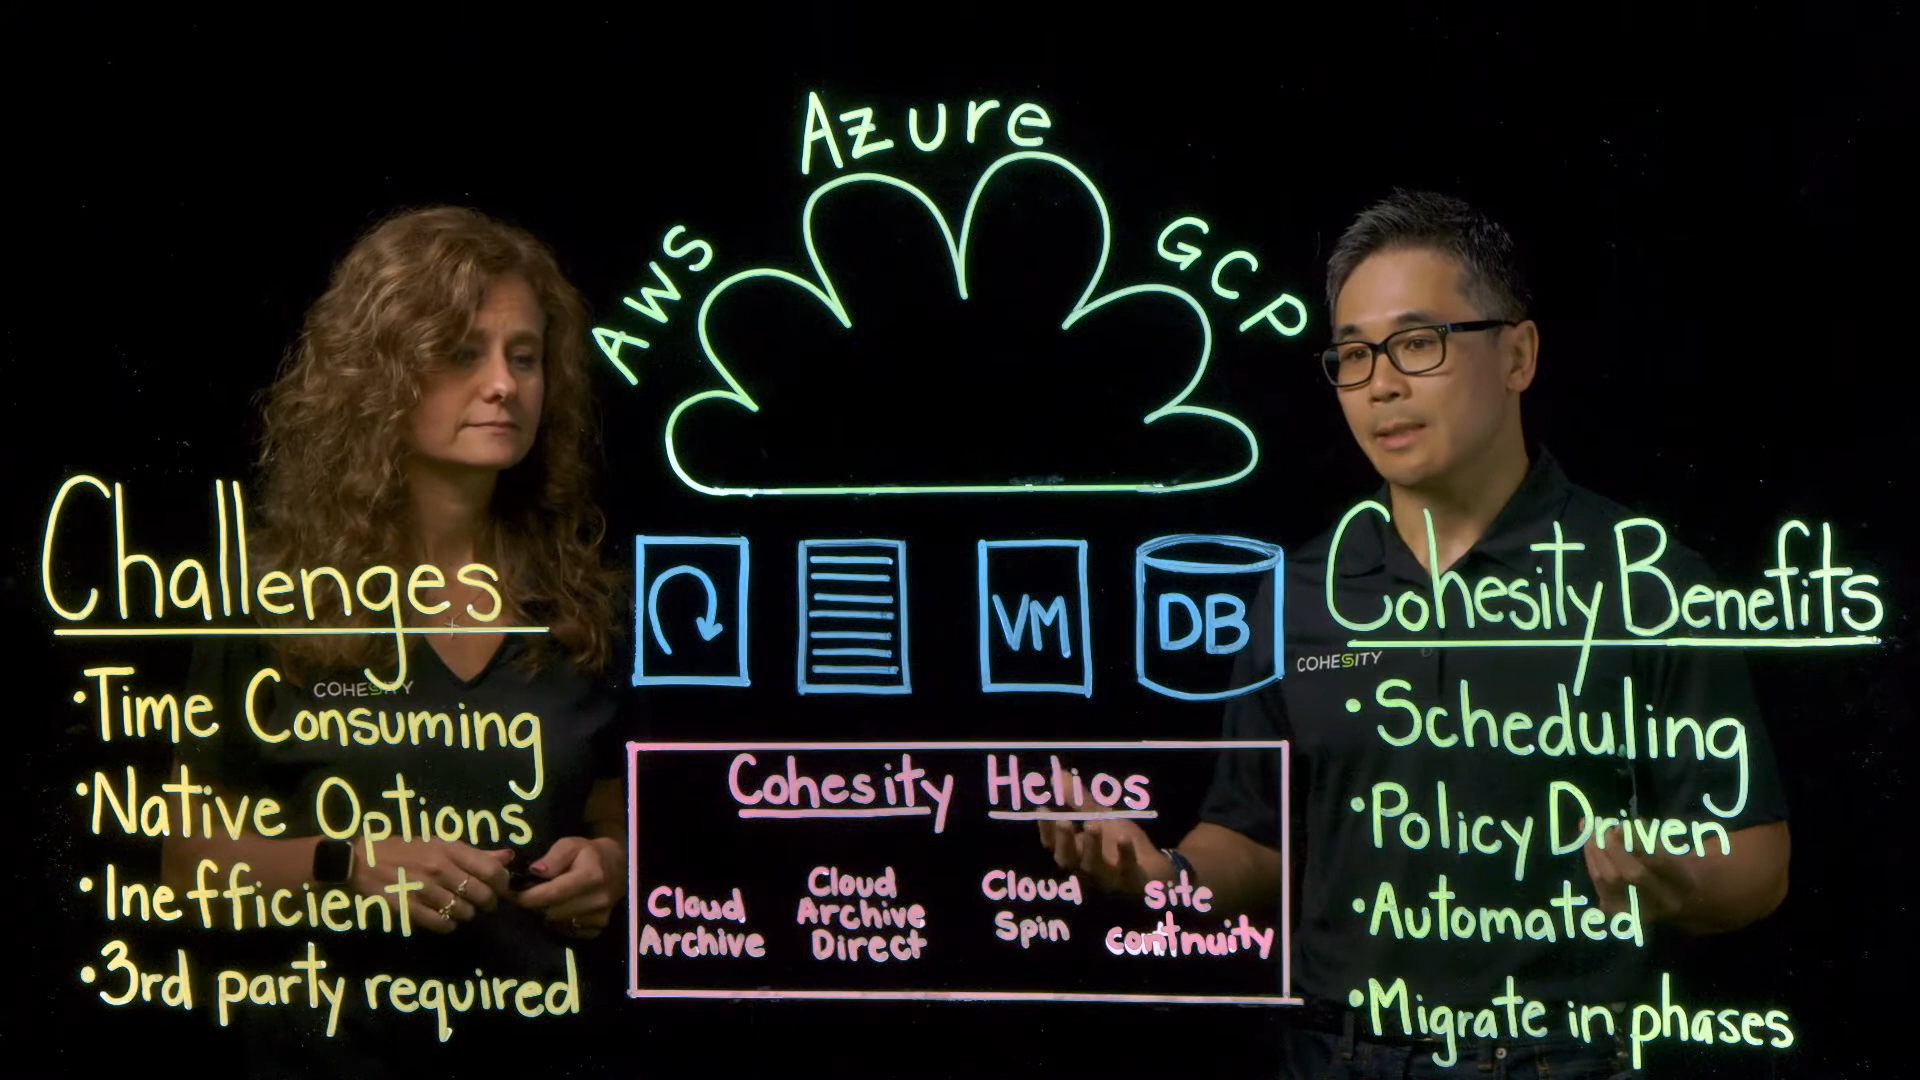 Azure
AWS
GCP
Challenges
• Time Consuming
• Native Options
• Inefficient
• 3rd party required
COHESITY
VM
DB
Cohesity Helios
Cloud
Archive
Cloud
Archive
Direct
Cloud
Spin
Site
continuity
Cohesity Benefits
COHESITY
• Scheduling
• Policy Driven
• Automated
• Migrate in phases